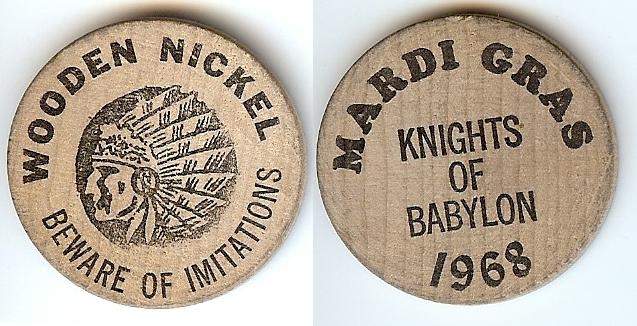 WOODEN NICKEL
BEWARE OF IMITATIONS
MARDI GRAS
KNIGHTS
OF
BABYLON
1968